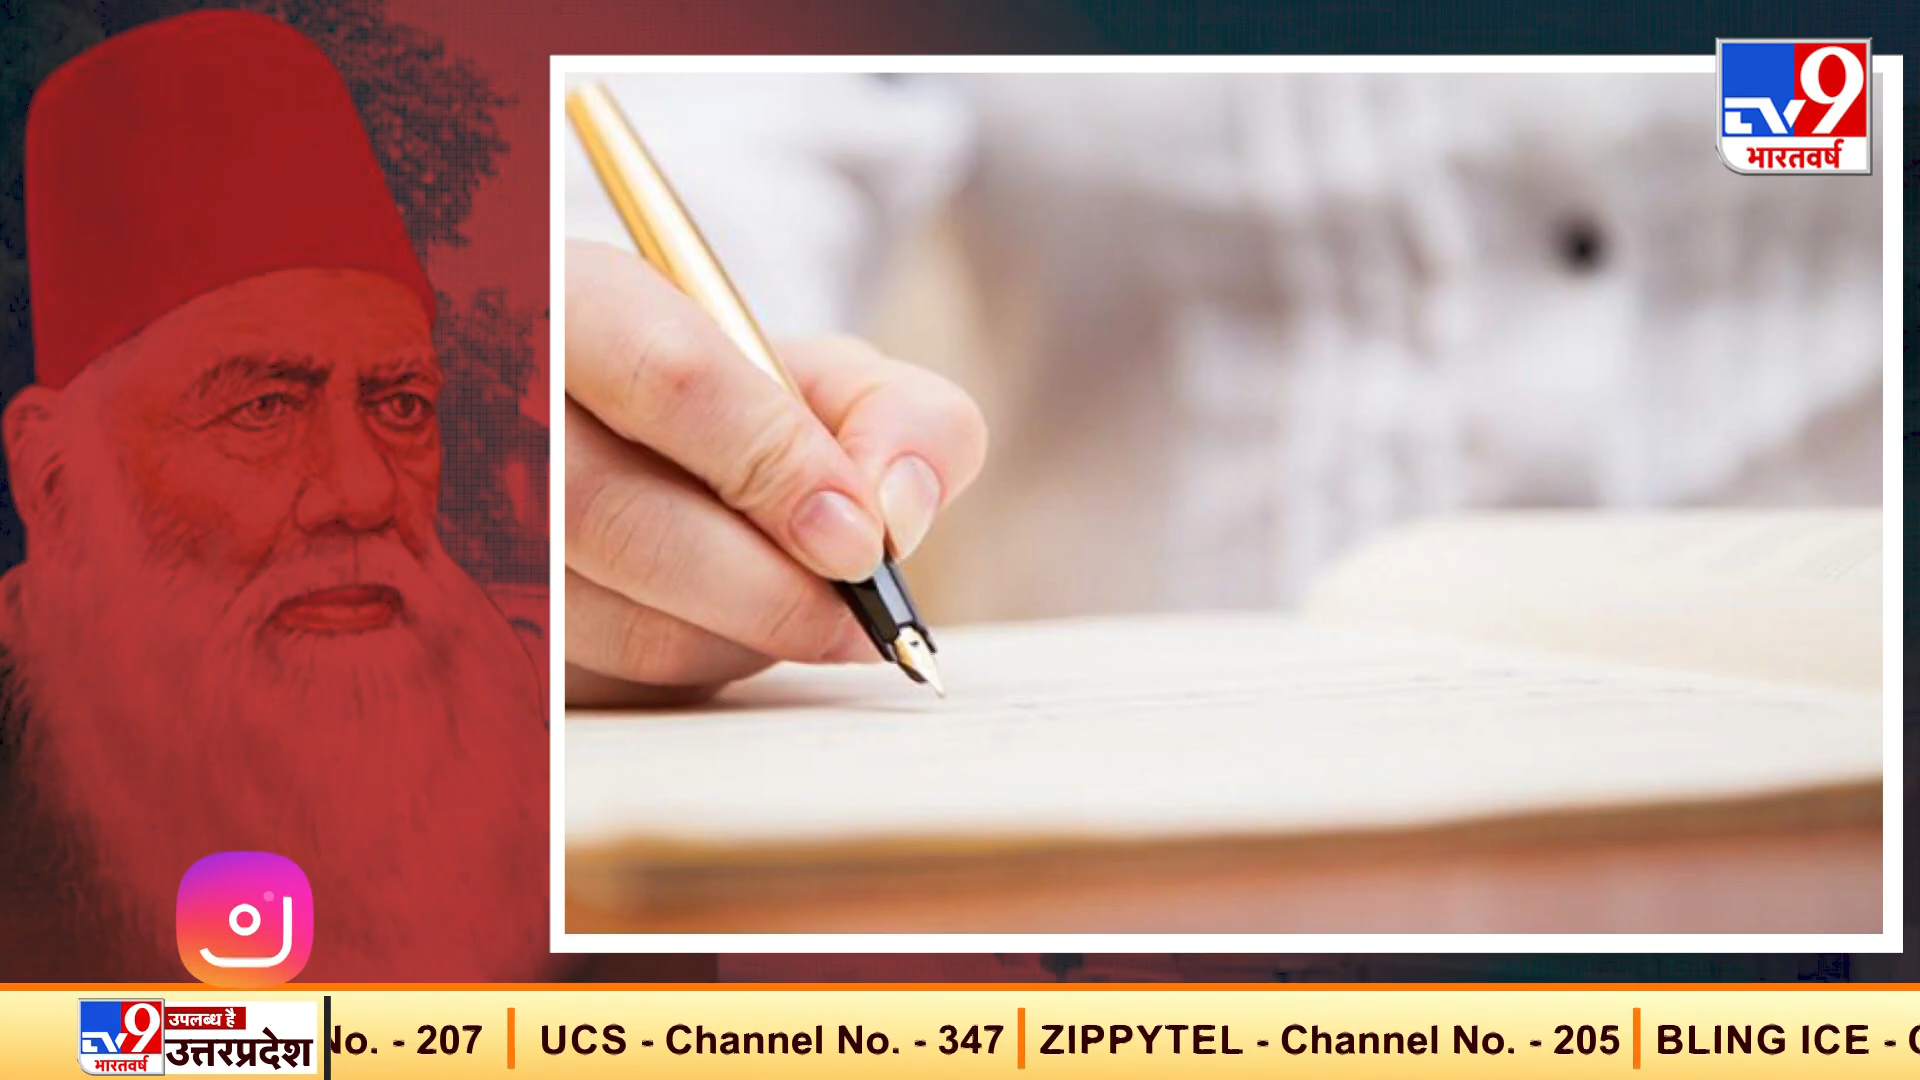 TV9
भारतवर्ष
TV9
भारतवर्ष
उपलब्ध है
उत्तरप्रदेश
No. - 207
UCS - Channel No. - 347
ZIPPYTEL - Channel No. - 205
BLING ICE -